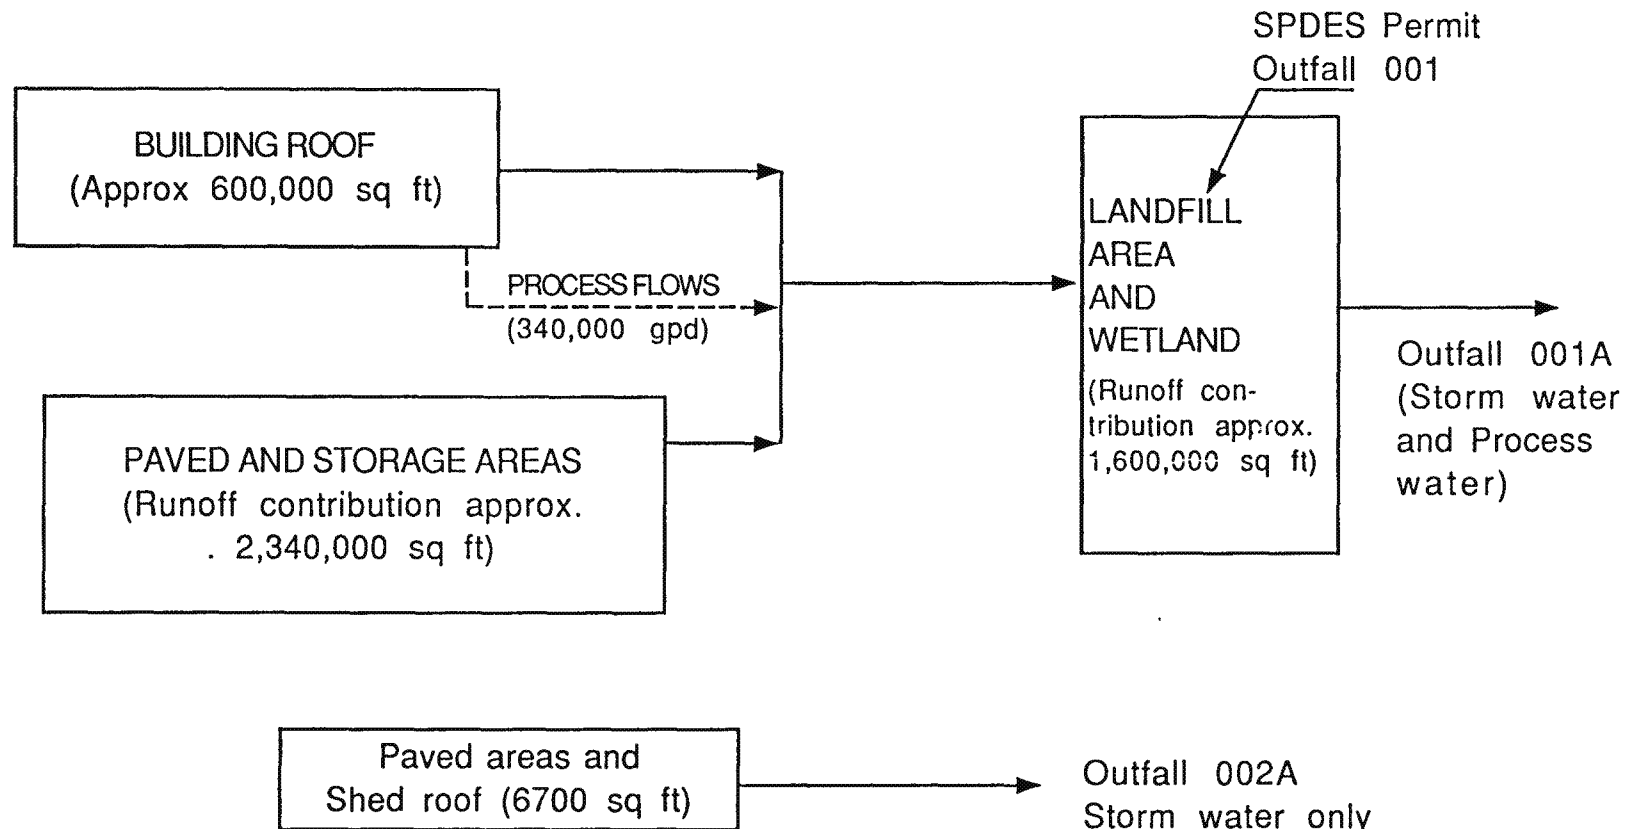 SPDES Permit
Outfall 001
BUILDING ROOF
(Approx 600,000 sq ft)
PROCESS FLOWS
(340,000 gpd)
PAVED AND STORAGE AREAS
(Runoff contribution approx.
. 2,340,000 sq ft)
LANDFILL
AREA
AND
WETLAND
(Runoff con-
tribution approx.
1,600,000 sq ft)
Outfall 001A
(Storm water
and Process
water)
Paved areas and
Shed roof (6700 sq ft)
Outfall 002A
Storm water only